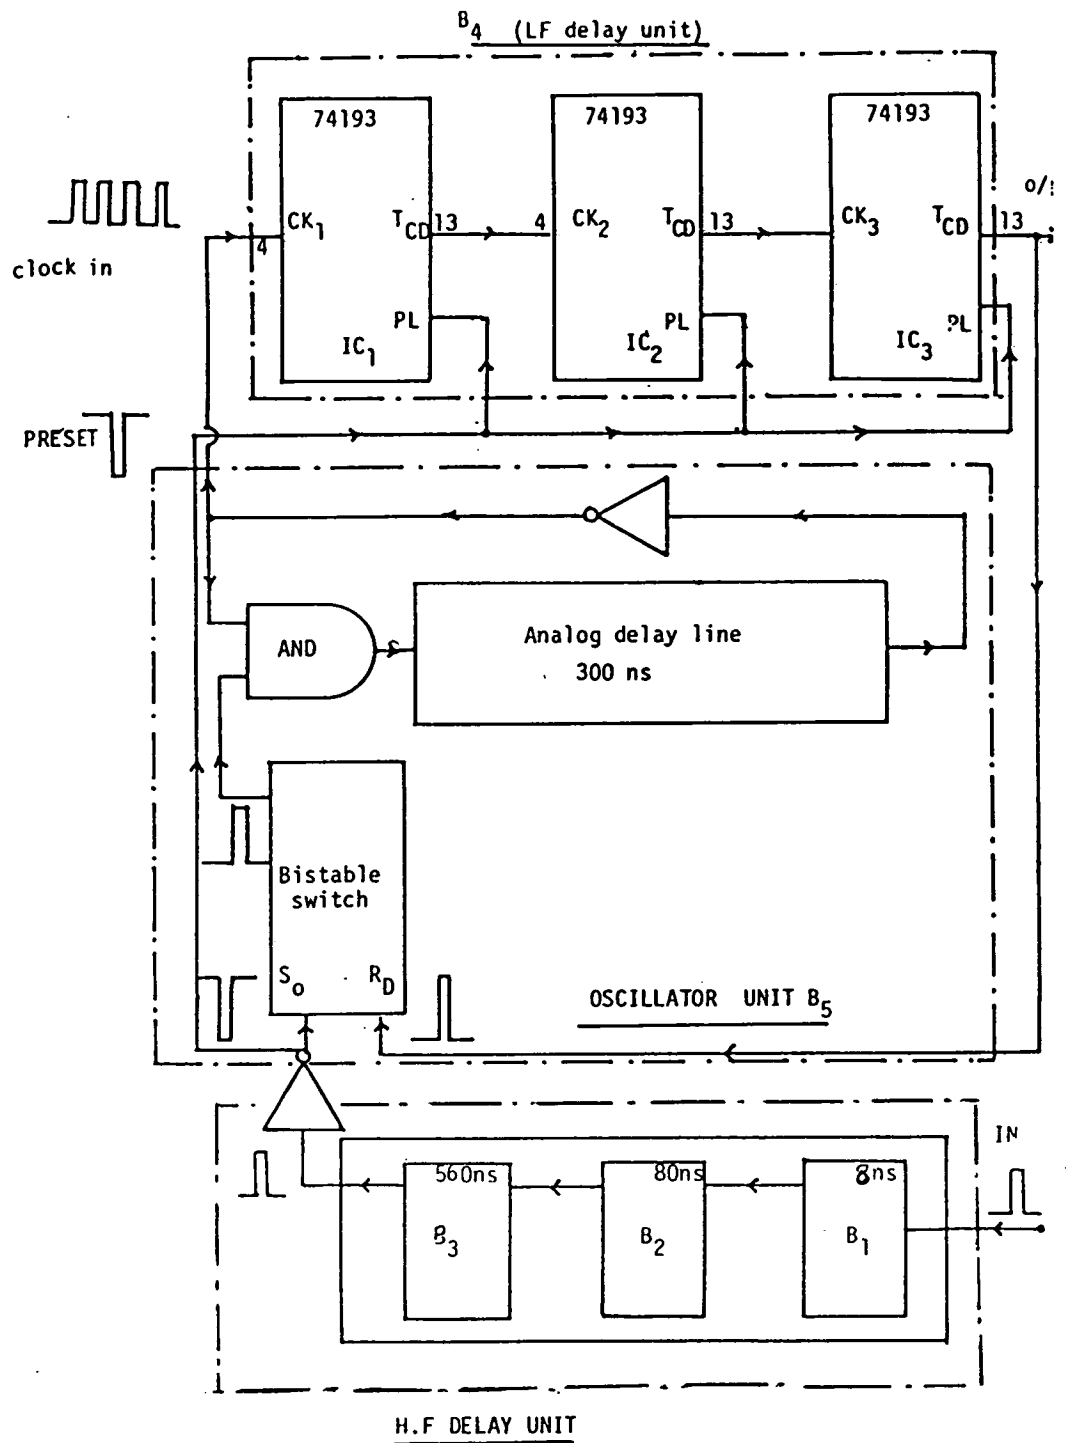 B4 (LF delay unit)
74193
74193
74193
CK1
TCD
13
4
CK2
TCD
13
CK3
TCD
13
4
clock in
PL
IC1
PL
IC2
PL
IC3
PRESET
AND
Analog delay line
300 ns
Bistable
switch
So
RD
OSCILLATOR UNIT B5
IN
560ns
80ns
8ns
B3
B2
B1
H.F DELAY UNIT